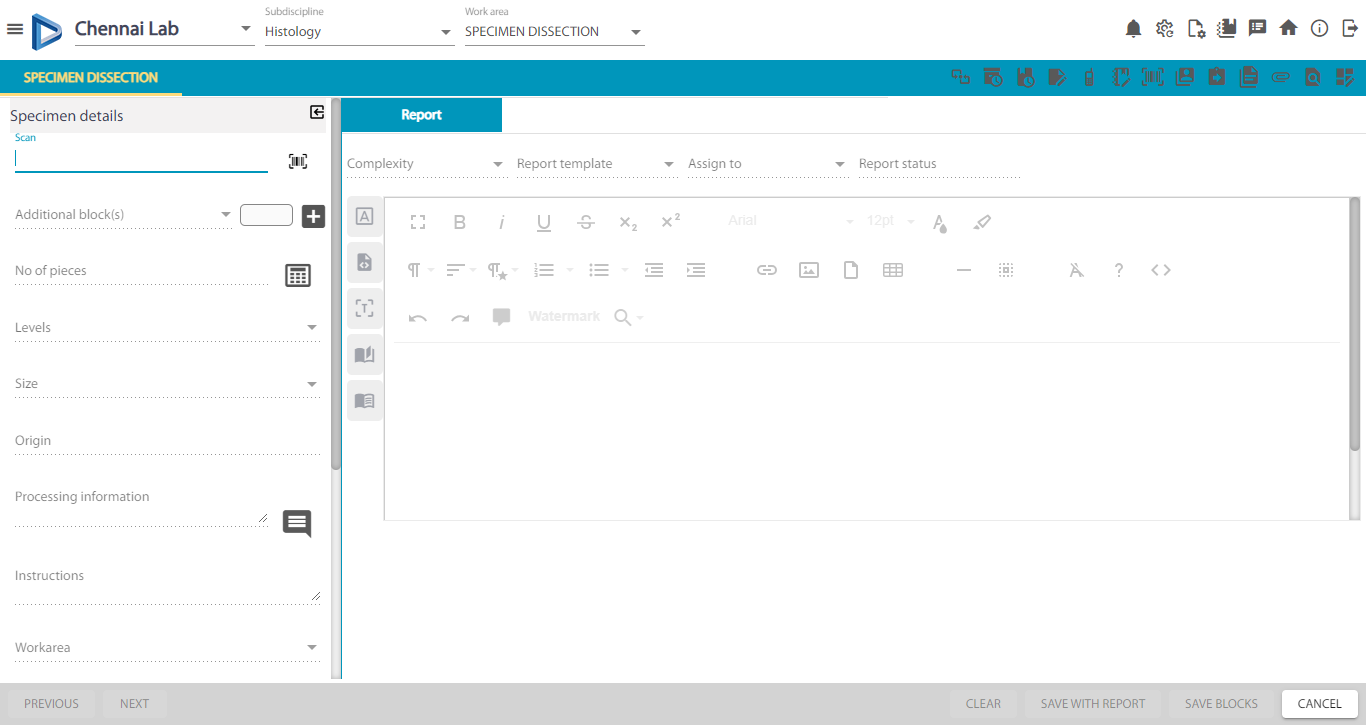 Chennai Lab
Subdiscipline
Histology
Work area
SPECIMEN DISSECTION
SPECIMEN DISSECTION
Specimen details
Scan
Additional block(s)
No of pieces
Levels
Size
Origin
Processing information
Instructions
Workarea
Report
Complexity
Report template
Assign to
Report status
Arial
12pt
Watermark
PREVIOUS
NEXT
CLEAR
SAVE WITH REPORT
SAVE BLOCKS
CANCEL